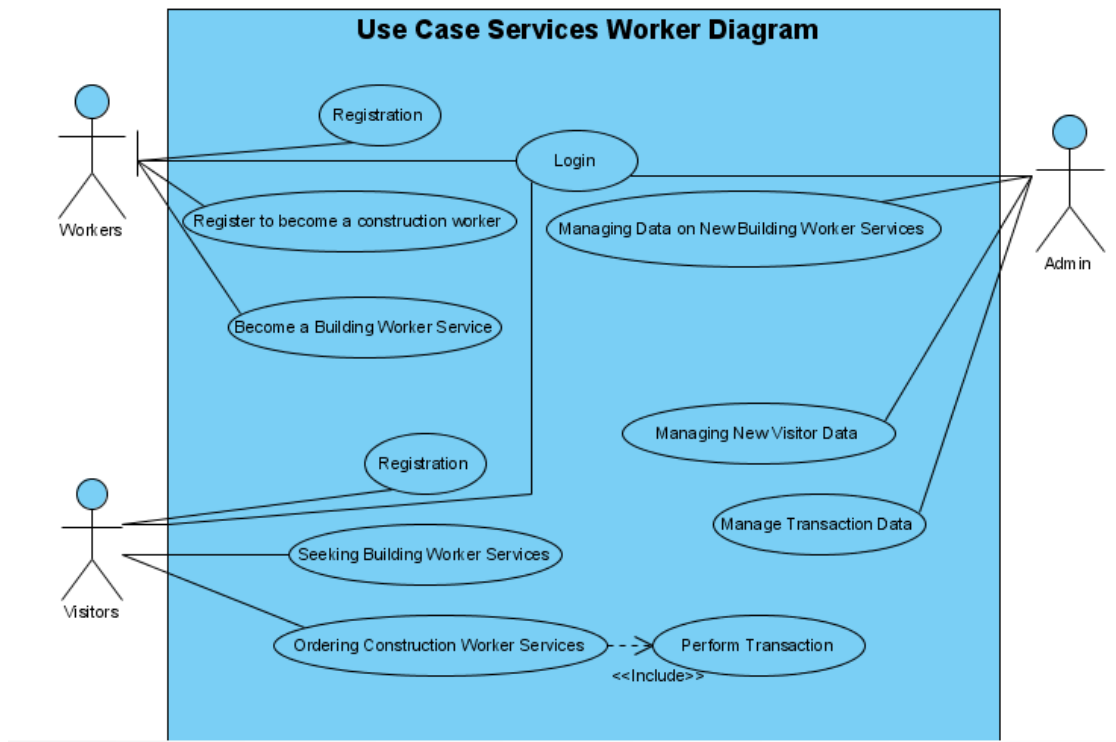 Use Case Services Worker Diagram
Registration
Login
Workers
Register to become a construction worker
Managing Data on New Building Worker Services
Admin
Become a Building Worker Service
Managing New Visitor Data
Registration
Manage Transaction Data
Seeking Building Worker Services
Visitors
Ordering Construction Worker Services
Perform Transaction
<<Include>>